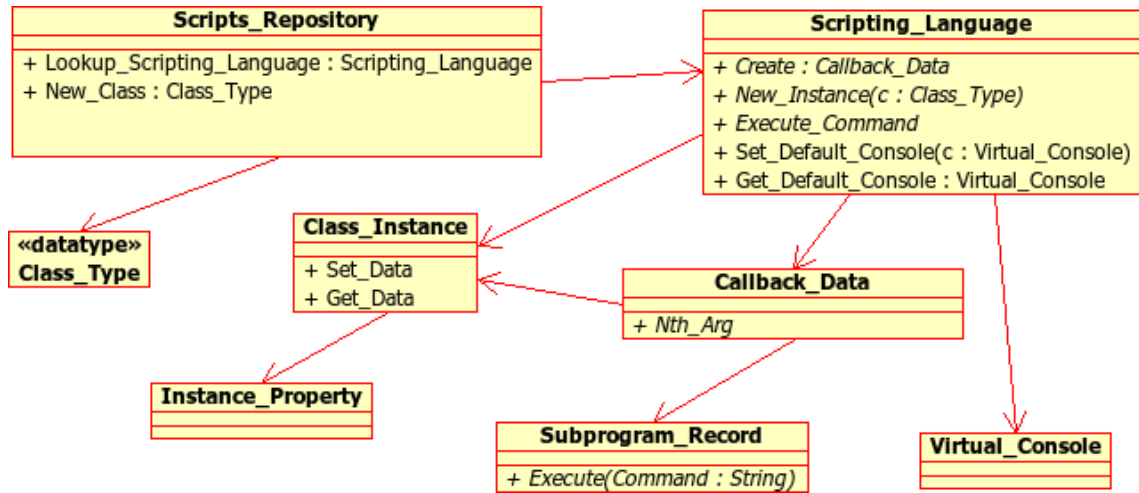 Scripts_Repository
+ Lookup_Scripting_Language : Scripting_Language
+ New_Class : Class_Type
Scripting_Language
+ Create : Callback_Data
+ New_Instance(c : Class_Type)
+ Execute_Command
+ Set_Default_Console(c : Virtual_Console)
+ Get_Default_Console : Virtual_Console
«datatype»
Class_Type
Class_Instance
+ Set_Data
+ Get_Data
Callback_Data
+ Nth_Arg
Instance_Property
Subprogram_Record
+ Execute(Command : String)
Virtual_Console